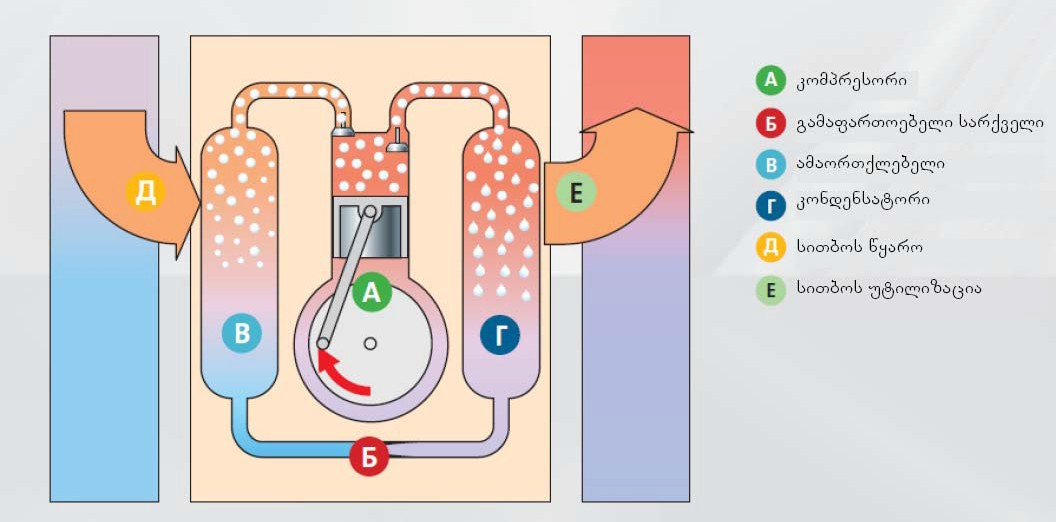 А კომპრესორი
Б გამაფართოებელი სარქველი
В ამაორთქლებელი
Г კონდენსატორი
Д სითბოს წყარო
Е სითბოს უტილიზაცია
Д
Е
А
В
Г
Б